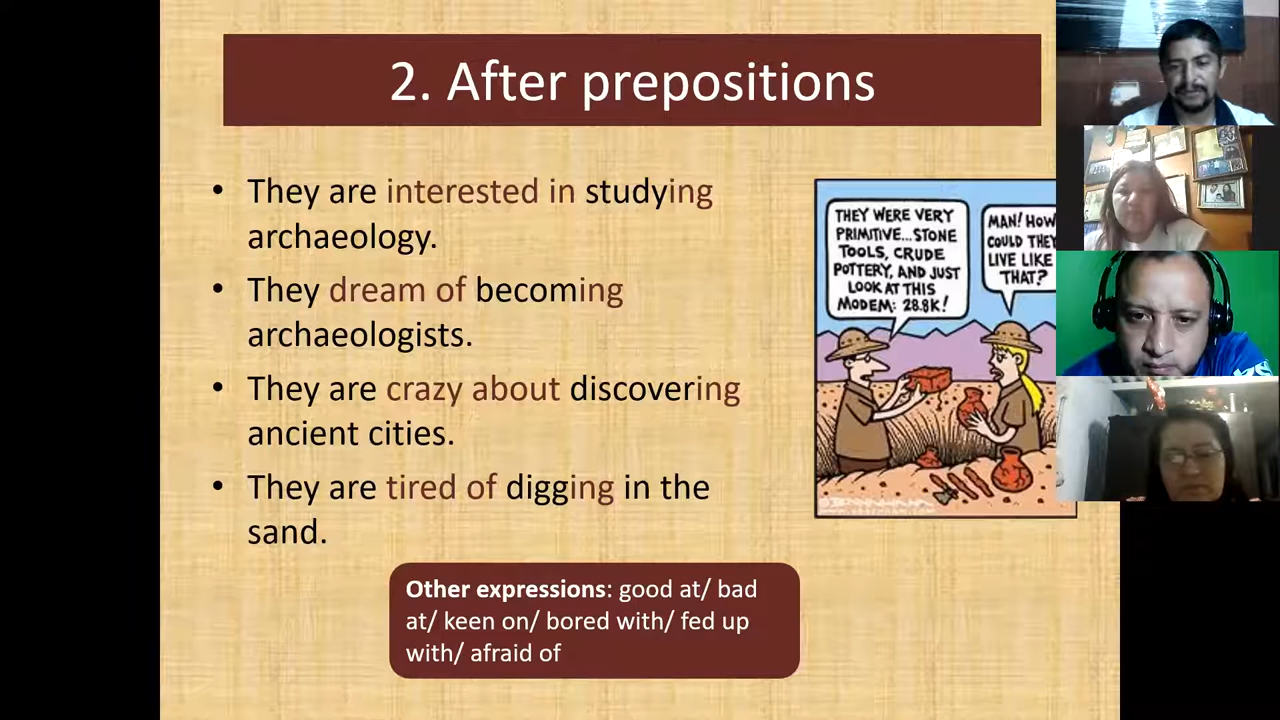 2. After prepositions
• They are interested in studying
archaeology.
• They dream of becoming
archaeologists.
• They are crazy about discovering
ancient cities.
• They are tired of digging in the
sand.
THEY WERE VERY
PRIMITIVE...STONE
TOOLS, CRUDE
POTTERY, AND JUST
LOOK AT THIS
MODEM: 28.8K!
MAN! HOW
COULD THEY
LIVE LIKE
THAT?
Other expressions: good at/ bad
at/ keen on/ bored with/ fed up
with/ afraid of